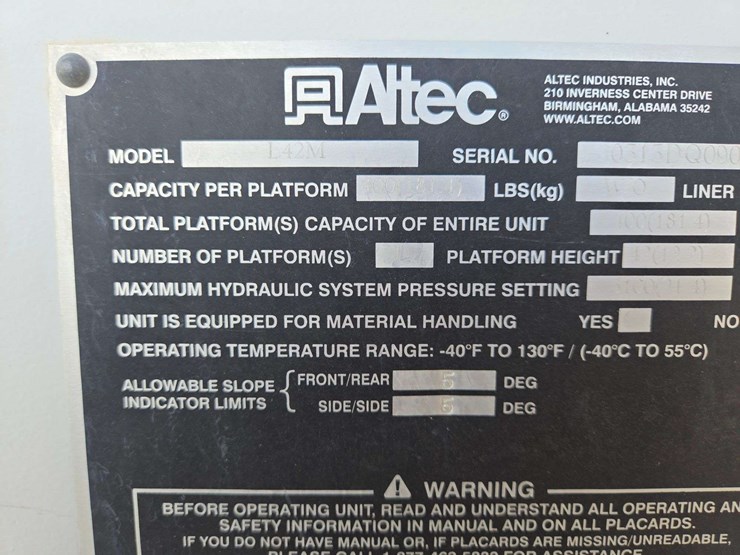 Altec®
ALTEC INDUSTRIES, INC.
210 INVERNESS CENTER DRIVE
BIRMINGHAM, ALABAMA 35242
WWW.ALTEC.COM
MODEL L42M SERIAL NO.
CAPACITY PER PLATFORM LBS(kg) LINER
TOTAL PLATFORM(S) CAPACITY OF ENTIRE UNIT
NUMBER OF PLATFORM(S) PLATFORM HEIGHT
MAXIMUM HYDRAULIC SYSTEM PRESSURE SETTING
UNIT IS EQUIPPED FOR MATERIAL HANDLING YES NO
OPERATING TEMPERATURE RANGE: -40°F TO 130°F / (-40°C TO 55°C)
ALLOWABLE SLOPE INDICATOR LIMITS
FRONT/REAR 5 DEG
SIDE/SIDE 5 DEG
WARNING
BEFORE OPERATING UNIT, READ AND UNDERSTAND ALL OPERATING AN
SAFETY INFORMATION IN MANUAL AND ON ALL PLACARDS.
IF YOU DO NOT HAVE MANUAL OR, IF PLACARDS ARE MISSING/UNREADABLE,
PLEASE CALL FOR ASSISTANCE